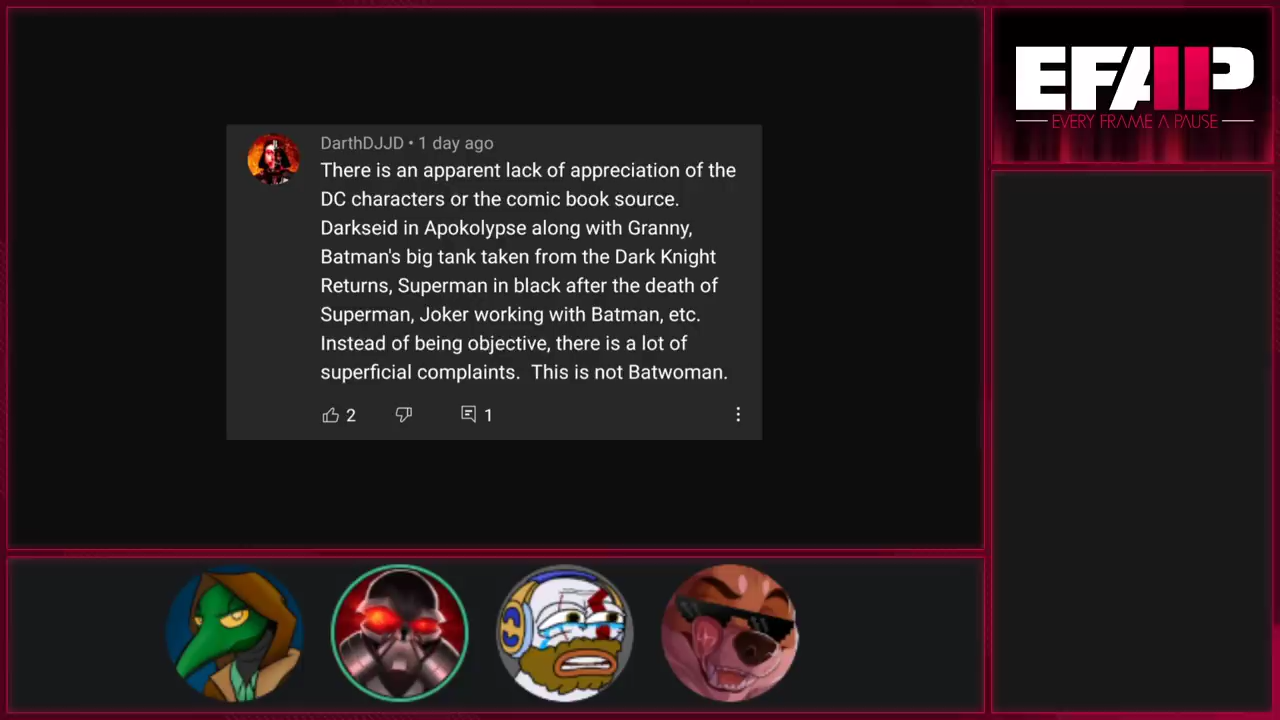 DarthDJJD • 1 day ago
There is an apparent lack of appreciation of the
DC characters or the comic book source.
Darkseid in Apokolypse along with Granny,
Batman's big tank taken from the Dark Knight
Returns, Superman in black after the death of
Superman, Joker working with Batman, etc.
Instead of being objective, there is a lot of
superficial complaints.  This is not Batwoman.
2
1
EFAP
EVERY FRAME A PAUSE